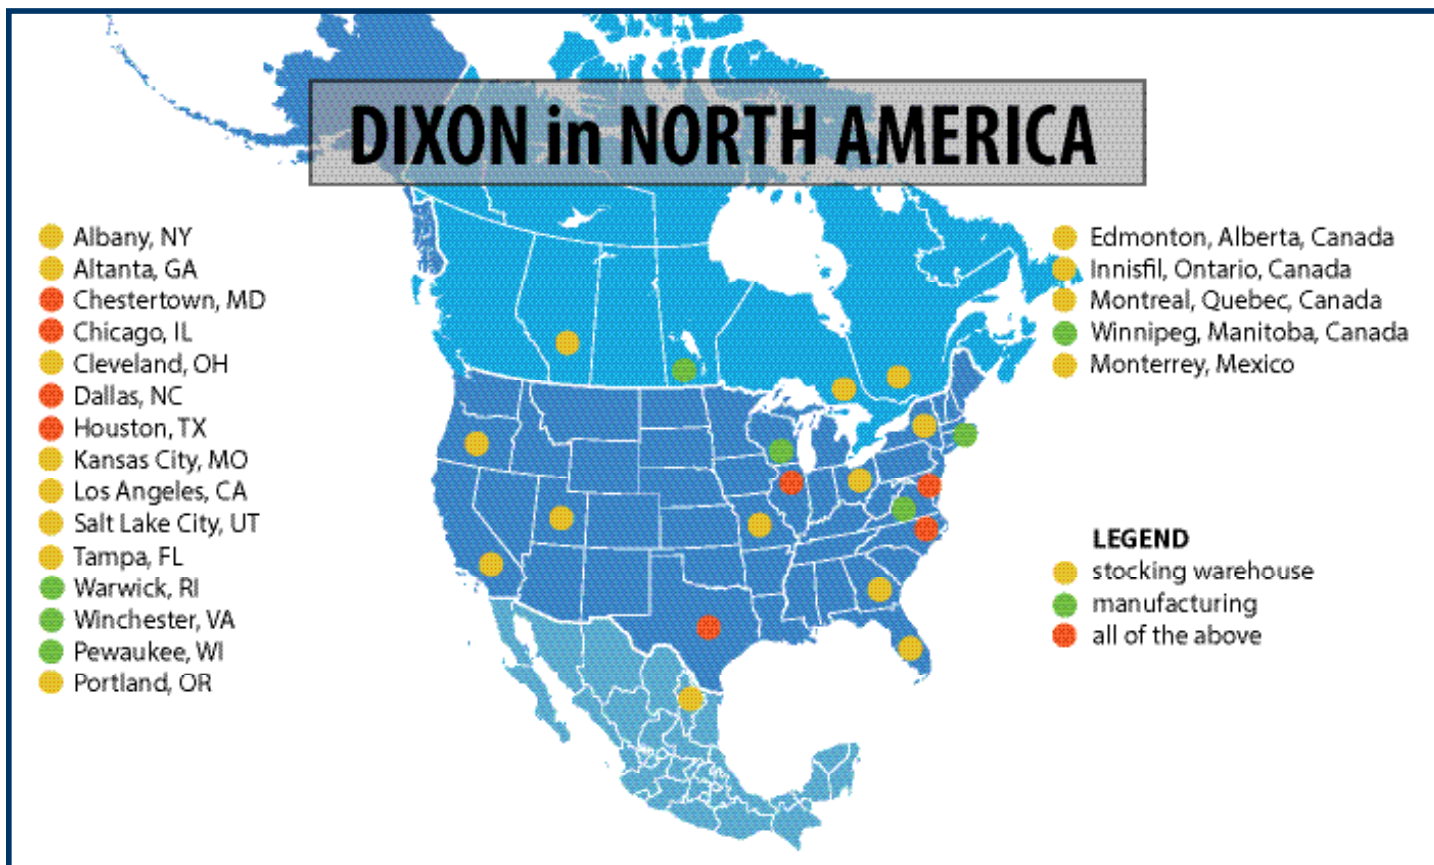 DIXON in NORTH AMERICA
Albany, NY
Altanta, GA
Chestertown, MD
Chicago, IL
Cleveland, OH
Dallas, NC
Houston, TX
Kansas City, MO
Los Angeles, CA
Salt Lake City, UT
Tampa, FL
Warwick, RI
Winchester, VA
Pewaukee, WI
Portland, OR
Edmonton, Alberta, Canada
Innisfil, Ontario, Canada
Montreal, Quebec, Canada
Winnipeg, Manitoba, Canada
Monterrey, Mexico
LEGEND
stocking warehouse
manufacturing
all of the above